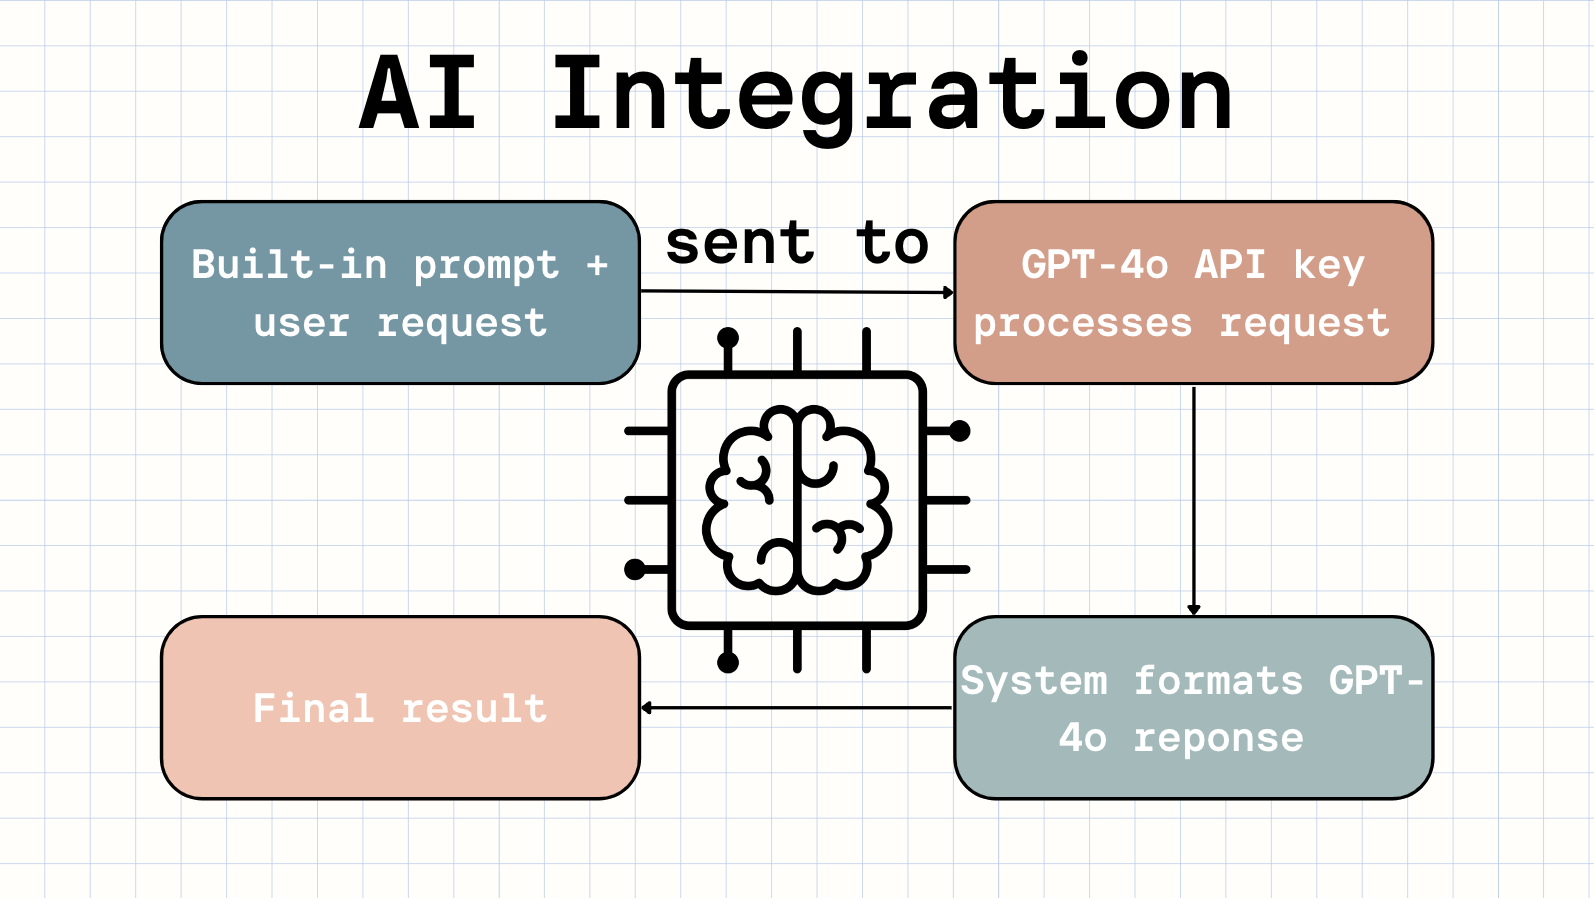 AI Integration
Built-in prompt +
user request
sent to
GPT-4o API key
processes request
System formats GPT-
4o reponse
Final result